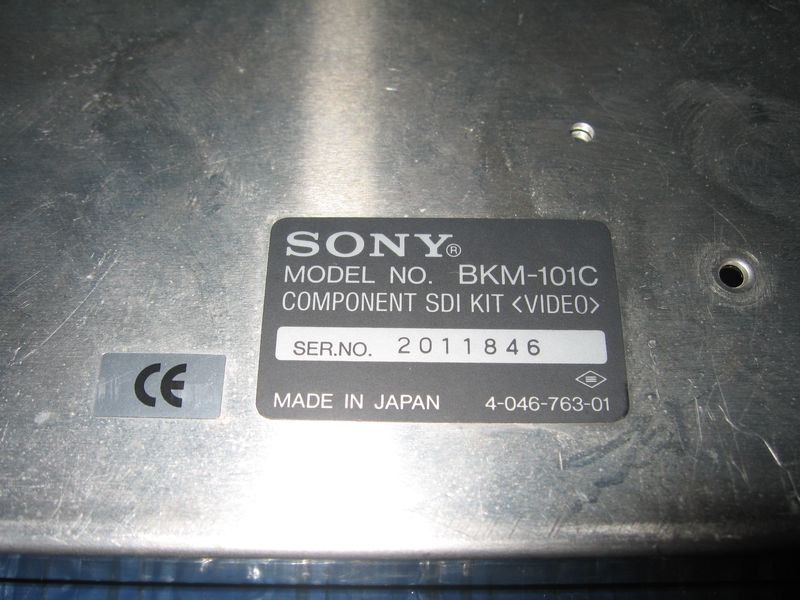 SONY®
MODEL NO. BKM-101C
COMPONENT SDI KIT <VIDEO>
SER.NO. 2011846
CE
MADE IN JAPAN 4-046-763-01